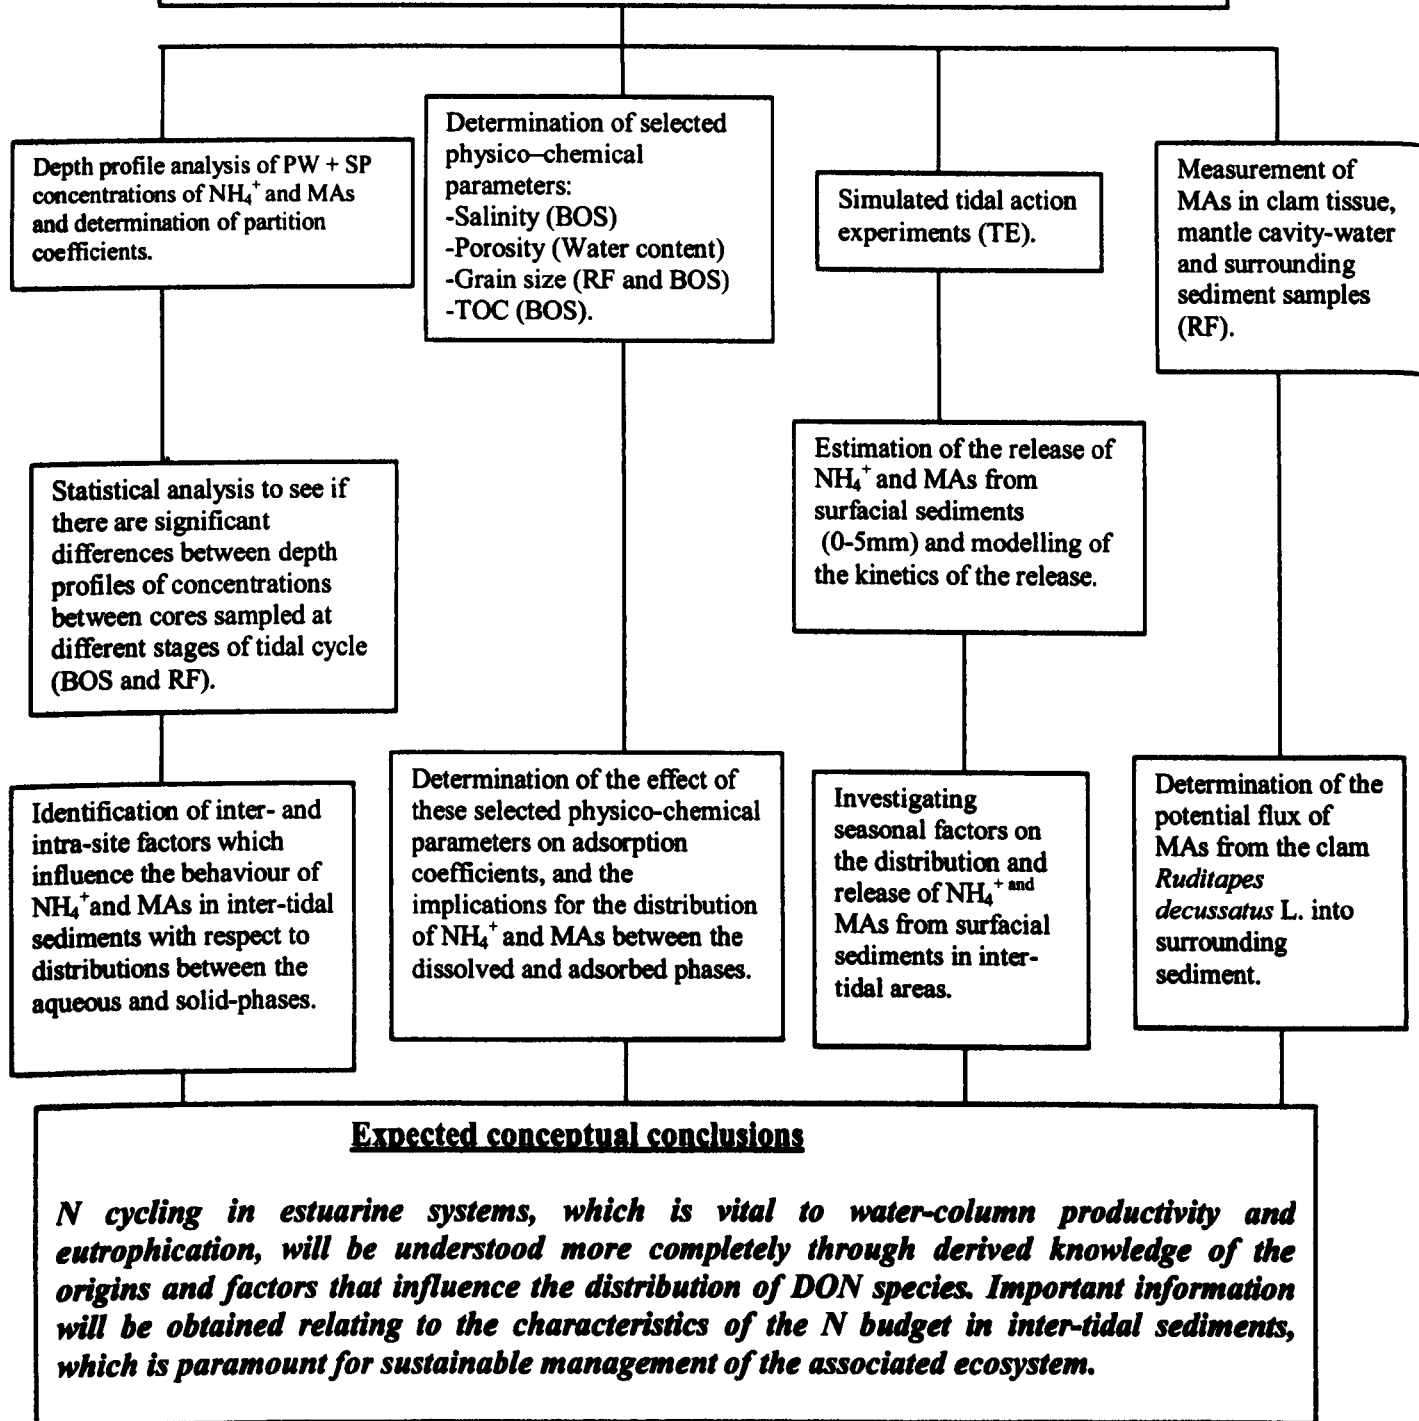 Depth profile analysis of PW + SP
concentrations of NH₄⁺ and MAs
and determination of partition
coefficients.
Determination of selected
physico–chemical
parameters:
-Salinity (BOS)
-Porosity (Water content)
-Grain size (RF and BOS)
-TOC (BOS).
Simulated tidal action
experiments (TE).
Measurement of
MAs in clam tissue,
mantle cavity-water
and surrounding
sediment samples
(RF).
Statistical analysis to see if
there are significant
differences between depth
profiles of concentrations
between cores sampled at
different stages of tidal cycle
(BOS and RF).
Estimation of the release of
NH₄⁺ and MAs from
surfacial sediments
(0-5mm) and modelling of
the kinetics of the release.
Identification of inter- and
intra-site factors which
influence the behaviour of
NH₄⁺and MAs in inter-tidal
sediments with respect to
distributions between the
aqueous and solid-phases.
Determination of the effect of
these selected physico-chemical
parameters on adsorption
coefficients, and the
implications for the distribution
of NH₄⁺ and MAs between the
dissolved and adsorbed phases.
Investigating
seasonal factors on
the distribution and
release of NH₄⁺ and
MAs from surfacial
sediments in inter-
tidal areas.
Determination of the
potential flux of
MAs from the clam
Ruditapes
decussatus L. into
surrounding
sediment.
Expected conceptual conclusions
N cycling in estuarine systems, which is vital to water-column productivity and
eutrophication, will be understood more completely through derived knowledge of the
origins and factors that influence the distribution of DON species. Important information
will be obtained relating to the characteristics of the N budget in inter-tidal sediments,
which is paramount for sustainable management of the associated ecosystem.